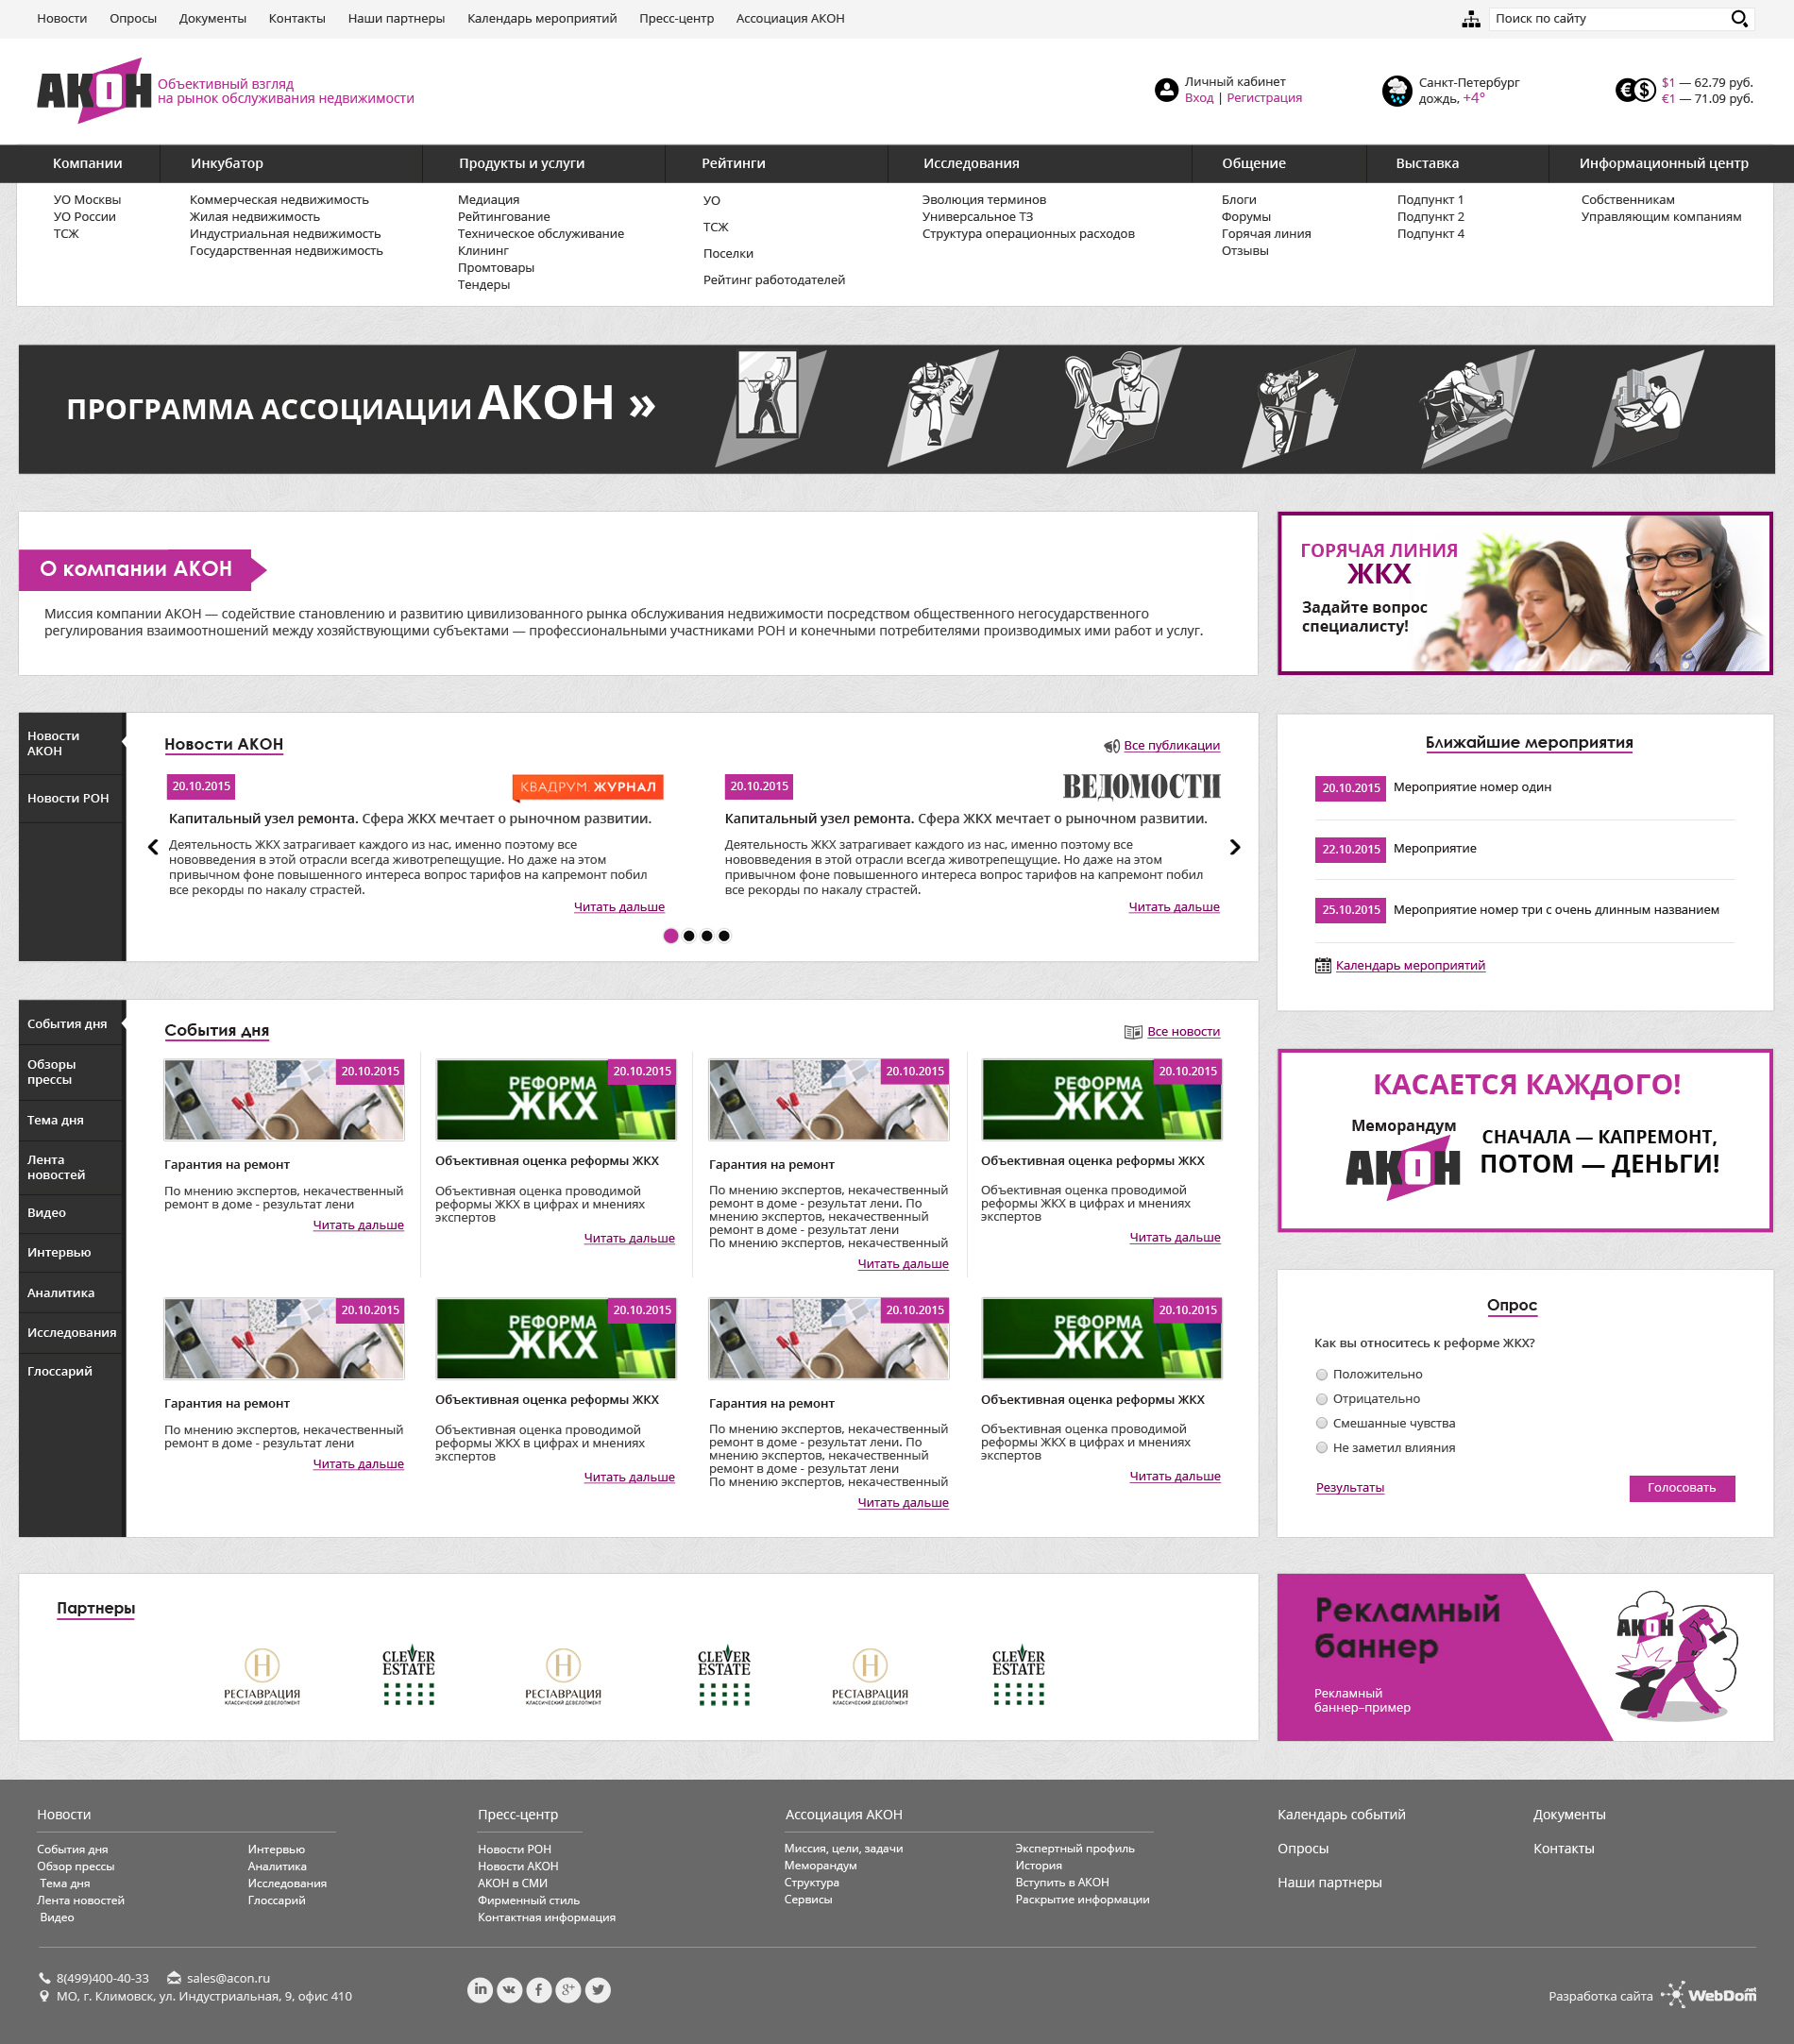 Новости Опросы Документы Контакты Наши партнеры Календарь мероприятий Пресс-центр Ассоциация АКОН Поиск по сайту
АКОН
Объективный взгляд
на рынок обслуживания недвижимости
Личный кабинет
Вход | Регистрация
Санкт-Петербург
дождь, +4°
$1 — 62.79 руб.
€1 — 71.09 руб.
Компании Инкубатор Продукты и услуги Рейтинги Исследования Общение Выставка Информационный центр
УО Москвы
УО России
ТСЖ
Коммерческая недвижимость
Жилая недвижимость
Индустриальная недвижимость
Государственная недвижимость
Медиация
Рейтингование
Техническое обслуживание
Клининг
Промтовары
Тендеры
УО
ТСЖ
Поселки
Рейтинг работодателей
Эволюция терминов
Универсальное ТЗ
Структура операционных расходов
Блоги
Форумы
Горячая линия
Отзывы
Подпункт 1
Подпункт 2
Подпункт 4
Собственникам
Управляющим компаниям
ПРОГРАММА АССОЦИАЦИИ АКОН »
О компании АКОН
Миссия компании АКОН — содействие становлению и развитию цивилизованного рынка обслуживания недвижимости посредством общественного негосударственного
регулирования взаимоотношений между хозяйствующими субъектами — профессиональными участниками РОН и конечными потребителями производимых ими работ и услуг.
ГОРЯЧАЯ ЛИНИЯ
ЖКХ
Задайте вопрос
специалисту!
Новости
АКОН
Новости РОН
Новости АКОН
Все публикации
20.10.2015
КВАДРУМ. ЖУРНАЛ
Капитальный узел ремонта. Сфера ЖКХ мечтает о рыночном развитии.
Деятельность ЖКХ затрагивает каждого из нас, именно поэтому все
нововведения в этой отрасли всегда животрепещущие. Но даже на этом
привычном фоне повышенного интереса вопрос тарифов на капремонт побил
все рекорды по накалу страстей.
Читать дальше
20.10.2015
ВЕДОМОСТИ
Капитальный узел ремонта. Сфера ЖКХ мечтает о рыночном развитии.
Деятельность ЖКХ затрагивает каждого из нас, именно поэтому все
нововведения в этой отрасли всегда животрепещущие. Но даже на этом
привычном фоне повышенного интереса вопрос тарифов на капремонт побил
все рекорды по накалу страстей.
Читать дальше
Ближайшие мероприятия
20.10.2015 Мероприятие номер один
22.10.2015 Мероприятие
25.10.2015 Мероприятие номер три с очень длинным названием
Календарь мероприятий
События дня
Обзоры
прессы
Тема дня
Лента
новостей
Видео
Интервью
Аналитика
Исследования
Глоссарий
События дня
Все новости
20.10.2015
Гарантия на ремонт
По мнению экспертов, некачественный
ремонт в доме - результат лени
Читать дальше
РЕФОРМА
ЖКХ
20.10.2015
Объективная оценка реформы ЖКХ
Объективная оценка проводимой
реформы ЖКХ в цифрах и мнениях
экспертов
Читать дальше
20.10.2015
Гарантия на ремонт
По мнению экспертов, некачественный
ремонт в доме - результат лени. По
мнению экспертов, некачественный
ремонт в доме - результат лени
По мнению экспертов, некачественный
Читать дальше
РЕФОРМА
ЖКХ
20.10.2015
Объективная оценка реформы ЖКХ
Объективная оценка проводимой
реформы ЖКХ в цифрах и мнениях
экспертов
Читать дальше
20.10.2015
Гарантия на ремонт
По мнению экспертов, некачественный
ремонт в доме - результат лени
Читать дальше
РЕФОРМА
ЖКХ
20.10.2015
Объективная оценка реформы ЖКХ
Объективная оценка проводимой
реформы ЖКХ в цифрах и мнениях
экспертов
Читать дальше
20.10.2015
Гарантия на ремонт
По мнению экспертов, некачественный
ремонт в доме - результат лени. По
мнению экспертов, некачественный
ремонт в доме - результат лени
По мнению экспертов, некачественный
Читать дальше
РЕФОРМА
ЖКХ
20.10.2015
Объективная оценка реформы ЖКХ
Объективная оценка проводимой
реформы ЖКХ в цифрах и мнениях
экспертов
Читать дальше
КАСАЕТСЯ КАЖДОГО!
Меморандум
АКОН
СНАЧАЛА — КАПРЕМОНТ,
ПОТОМ — ДЕНЬГИ!
Опрос
Как вы относитесь к реформе ЖКХ?
Положительно
Отрицательно
Смешанные чувства
Не заметил влияния
Результаты
Голосовать
Партнеры
Н
РЕСТАВРАЦИЯ
КЛАССИЧЕСКИЙ ДЕВЕЛОПМЕНТ
CLEVER
ESTATE
Н
РЕСТАВРАЦИЯ
КЛАССИЧЕСКИЙ ДЕВЕЛОПМЕНТ
CLEVER
ESTATE
Н
РЕСТАВРАЦИЯ
КЛАССИЧЕСКИЙ ДЕВЕЛОПМЕНТ
CLEVER
ESTATE
Рекламный
баннер
Рекламный
баннер–пример
АКОН
Новости
События дня
Обзор прессы
Тема дня
Лента новостей
Видео
Интервью
Аналитика
Исследования
Глоссарий
Пресс-центр
Новости РОН
Новости АКОН
АКОН в СМИ
Фирменный стиль
Контактная информация
Ассоциация АКОН
Миссия, цели, задачи
Меморандум
Структура
Сервисы
Экспертный профиль
История
Вступить в АКОН
Раскрытие информации
Календарь событий
Опросы
Наши партнеры
Документы
Контакты
8(499)400-40-33 sales@acon.ru
МО, г. Климовск, ул. Индустриальная, 9, офис 410
Разработка сайта WebDom.net